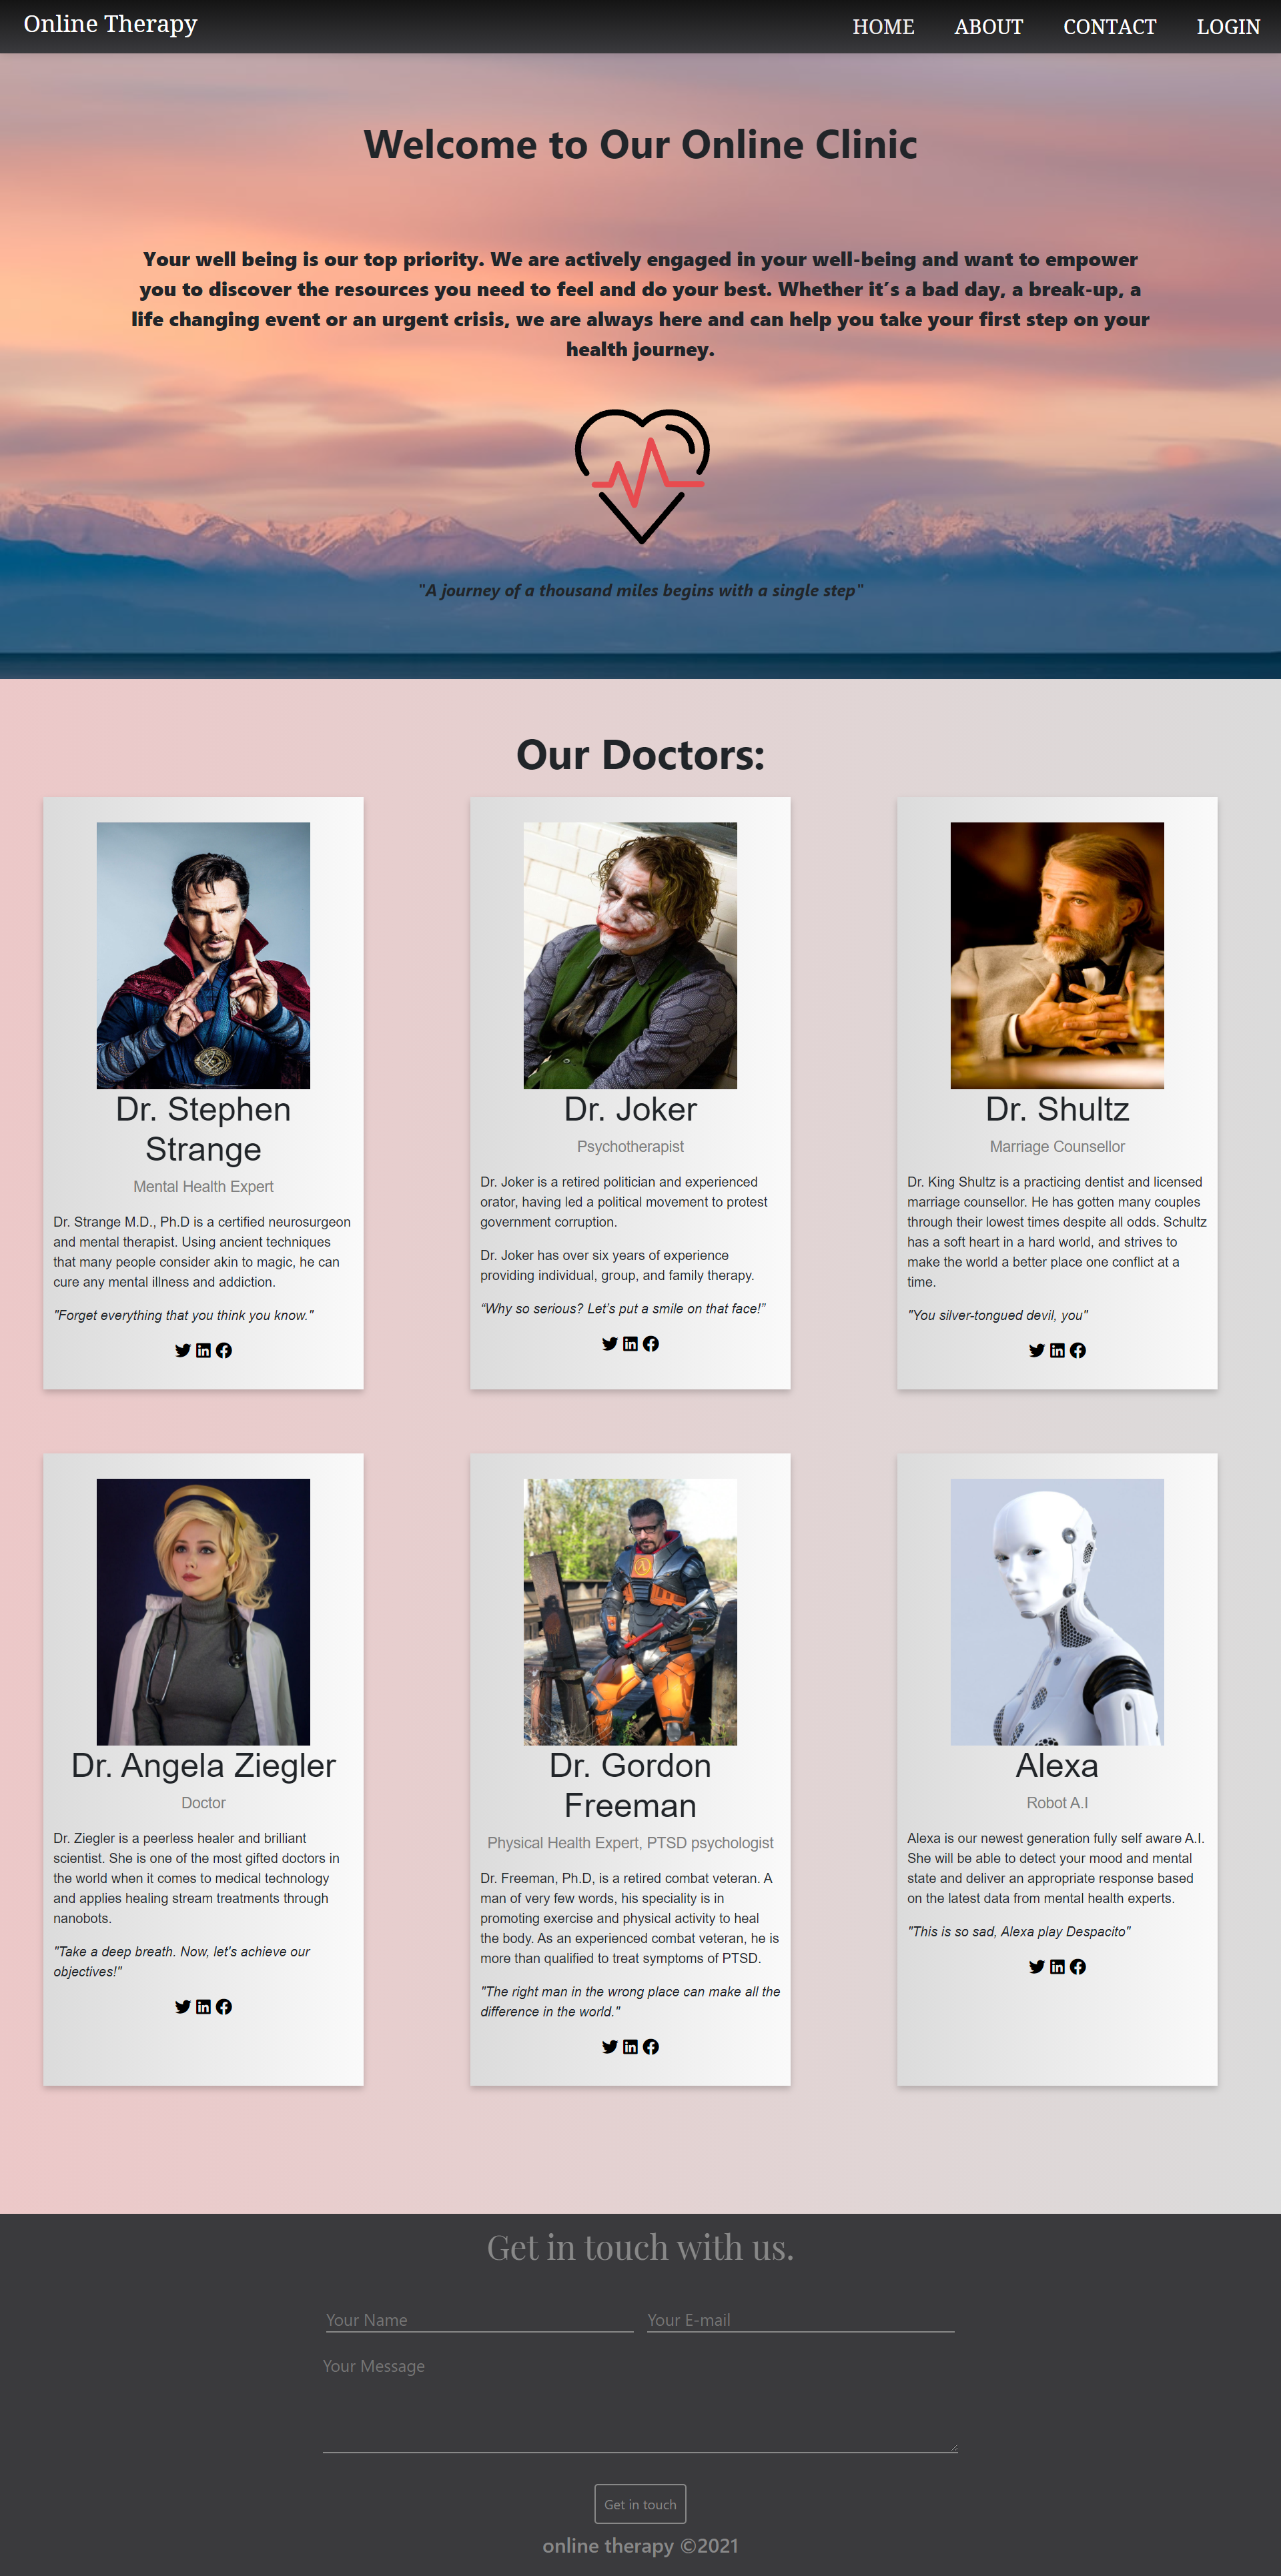 Online Therapy
HOME
ABOUT
CONTACT
LOGIN
Welcome to Our Online Clinic
Your well being is our top priority. We are actively engaged in your well-being and want to empower
you to discover the resources you need to feel and do your best. Whether it's a bad day, a break-up, a
life changing event or an urgent crisis, we are always here and can help you take your first step on your
health journey.
"A journey of a thousand miles begins with a single step"
Our Doctors:
Dr. Stephen
Strange
Mental Health Expert
Dr. Strange M.D., Ph.D is a certified neurosurgeon
and mental therapist. Using ancient techniques
that many people consider akin to magic, he can
cure any mental illness and addiction.
"Forget everything that you think you know."
Dr. Joker
Psychotherapist
Dr. Joker is a retired politician and experienced
orator, having led a political movement to protest
government corruption.
Dr. Joker has over six years of experience
providing individual, group, and family therapy.
“Why so serious? Let’s put a smile on that face!”
Dr. Shultz
Marriage Counsellor
Dr. King Shultz is a practicing dentist and licensed
marriage counsellor. He has gotten many couples
through their lowest times despite all odds. Schultz
has a soft heart in a hard world, and strives to
make the world a better place one conflict at a
time.
"You silver-tongued devil, you"
Dr. Angela Ziegler
Doctor
Dr. Ziegler is a peerless healer and brilliant
scientist. She is one of the most gifted doctors in
the world when it comes to medical technology
and applies healing stream treatments through
nanobots.
"Take a deep breath. Now, let's achieve our
objectives!"
Dr. Gordon
Freeman
Physical Health Expert, PTSD psychologist
Dr. Freeman, Ph.D, is a retired combat veteran. A
man of very few words, his speciality is in
promoting exercise and physical activity to heal
the body. As an experienced combat veteran, he is
more than qualified to treat symptoms of PTSD.
"The right man in the wrong place can make all the
difference in the world."
Alexa
Robot A.I
Alexa is our newest generation fully self aware A.I.
She will be able to detect your mood and mental
state and deliver an appropriate response based
on the latest data from mental health experts.
"This is so sad, Alexa play Despacito"
Get in touch with us.
Your Name
Your E-mail
Your Message
Get in touch
online therapy ©2021